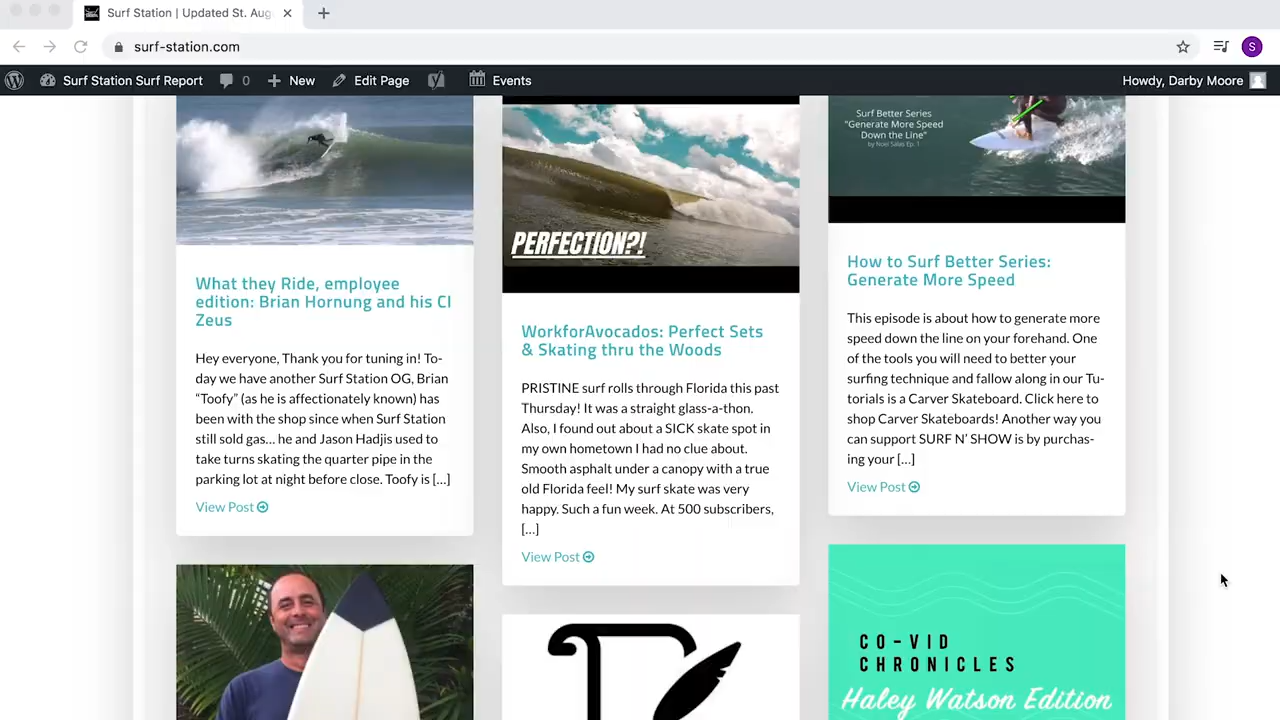 Surf Station | Updated St. Aug
surf-station.com
S
Surf Station Surf Report
0
New
Edit Page
Events
Howdy, Darby Moore
What they Ride, employee
edition: Brian Hornung and his CI
Zeus
Hey everyone, Thank you for tuning in! To-
day we have another Surf Station OG, Brian
“Toofy” (as he is affectionately known) has
been with the shop since when Surf Station
still sold gas... he and Jason Hadjis used to
take turns skating the quarter pipe in the
parking lot at night before close. Toofy is [...]
View Post
PERFECTION?!
WorkforAvocados: Perfect Sets
& Skating thru the Woods
PRISTINE surf rolls through Florida this past
Thursday! It was a straight glass-a-thon.
Also, I found out about a SICK skate spot in
my own hometown I had no clue about.
Smooth asphalt under a canopy with a true
old Florida feel! My surf skate was very
happy. Such a fun week. At 500 subscribers,
[...]
View Post
Surf Better Series
"Generate More Speed
Down the Line"
by Noel Salas Ep. 1
How to Surf Better Series:
Generate More Speed
This episode is about how to generate more
speed down the line on your forehand. One
of the tools you will need to better your
surfing technique and fallow along in our Tu-
torials is a Carver Skateboard. Click here to
shop Carver Skateboards! Another way you
can support SURF N’ SHOW is by purchas-
ing your [...]
View Post
CO-VID
CHRONICLES
Haley Watson Edition